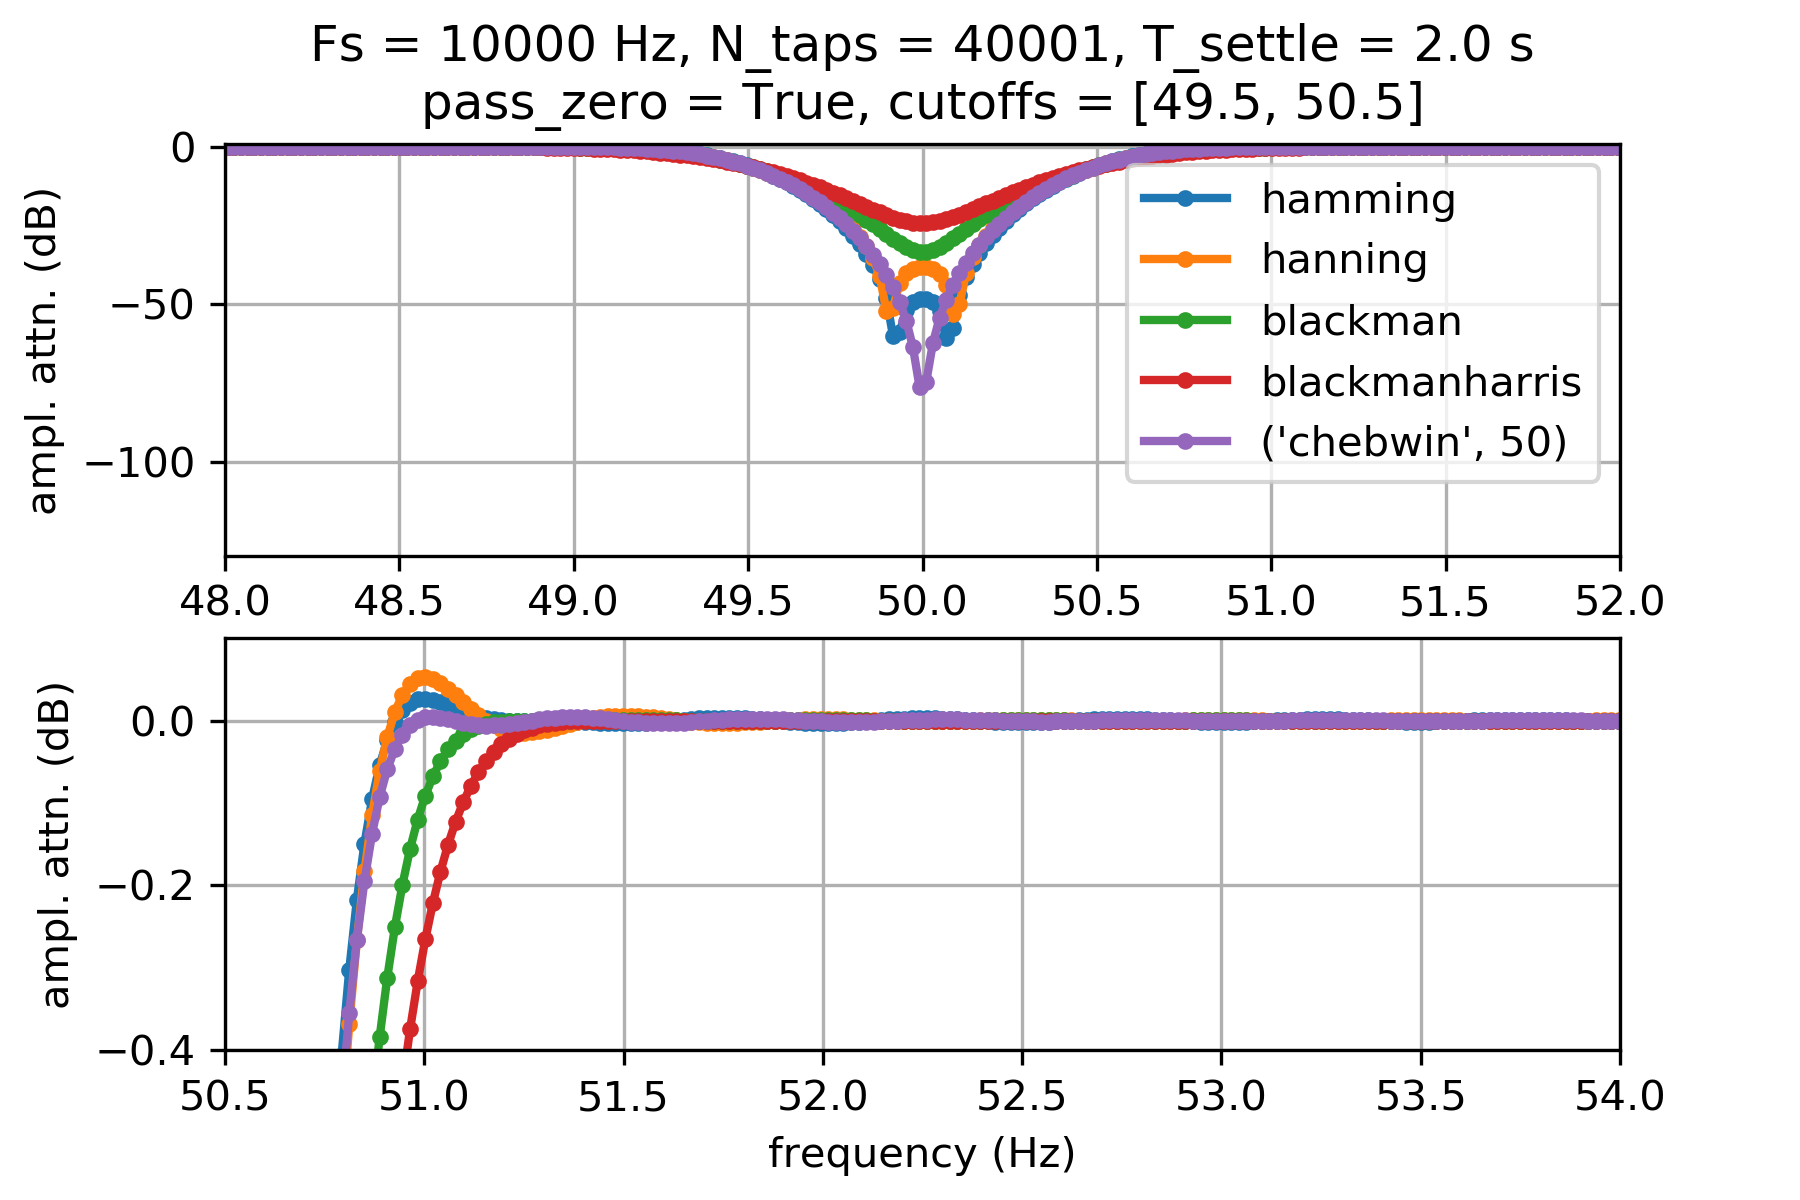 Fs = 10000 Hz, N_taps = 40001, T_settle = 2.0 s
pass_zero = True, cutoffs = [49.5, 50.5]
ampl. attn. (dB)
0
−50
−100
hamming
hanning
blackman
blackmanharris
('chebwin', 50)
48.0 48.5 49.0 49.5 50.0 50.5 51.0 51.5 52.0
ampl. attn. (dB)
0.0
−0.2
−0.4
50.5 51.0 51.5 52.0 52.5 53.0 53.5 54.0
frequency (Hz)